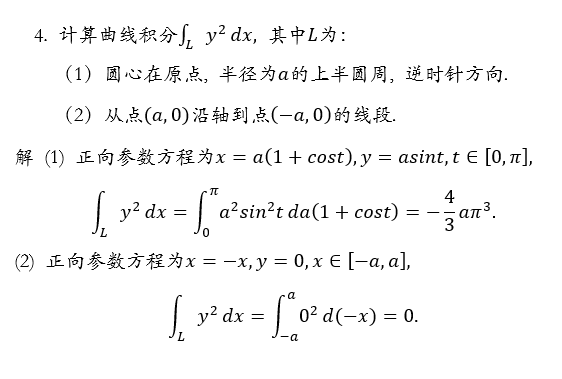 4. 计算曲线积分∫_L y² dx, 其中L为:
(1) 圆心在原点, 半径为a的上半圆周, 逆时针方向.
(2) 从点(a,0)沿轴到点(−a,0)的线段.
解 (1) 正向参数方程为x = a(1 + cost), y = asint, t ∈ [0, π],
∫_L y² dx = ∫_0^π a²sin²t da(1 + cost) = −4/3 aπ³.
(2) 正向参数方程为x = −x, y = 0, x ∈ [−a, a],
∫_L y² dx = ∫_{−a}^a 0² d(−x) = 0.